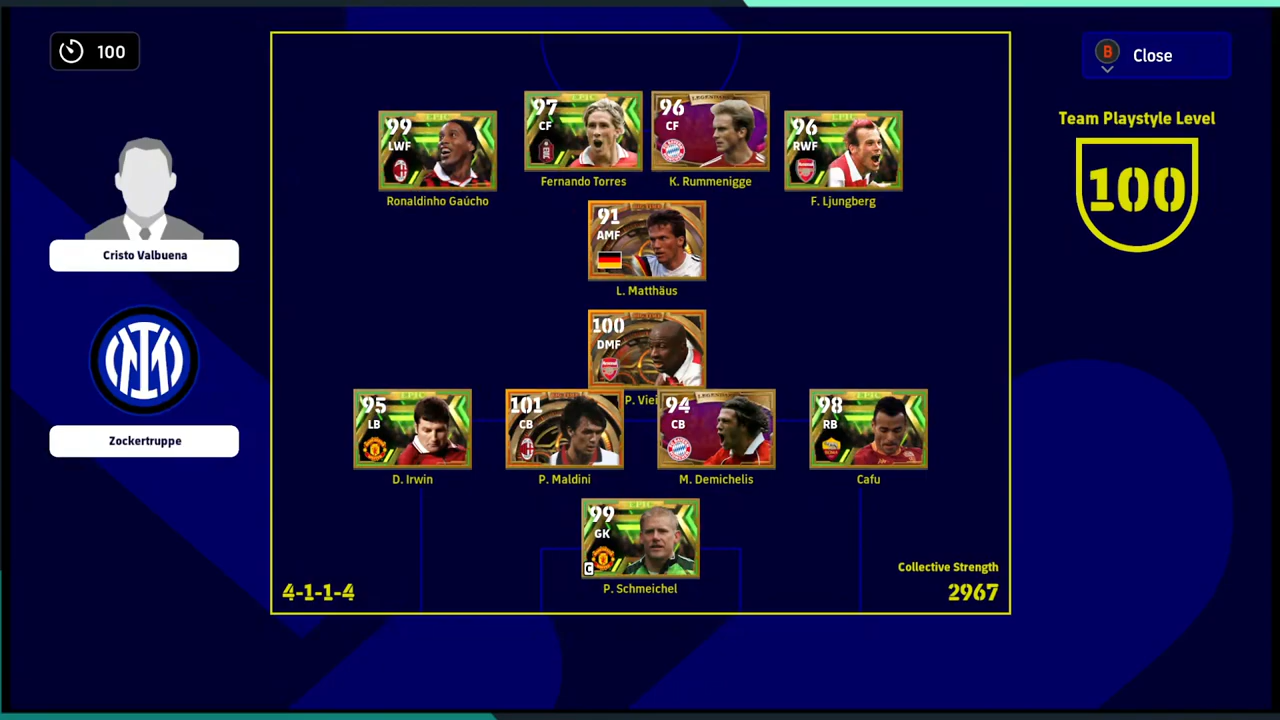 100
B Close
Team Playstyle Level
100
Cristo Valbuena
Zockertruppe
EPIC
99
LWF
Ronaldinho Gaúcho
97
CF
Fernando Torres
96
CF
K. Rummenigge
96
RWF
F. Ljungberg
91
AMF
L. Matthäus
100
DMF
P. Viei
95
LB
D. Irwin
101
CB
P. Maldini
94
CB
M. Demichelis
98
RB
Cafu
99
GK
C
P. Schmeichel
4-1-1-4
Collective Strength
2967